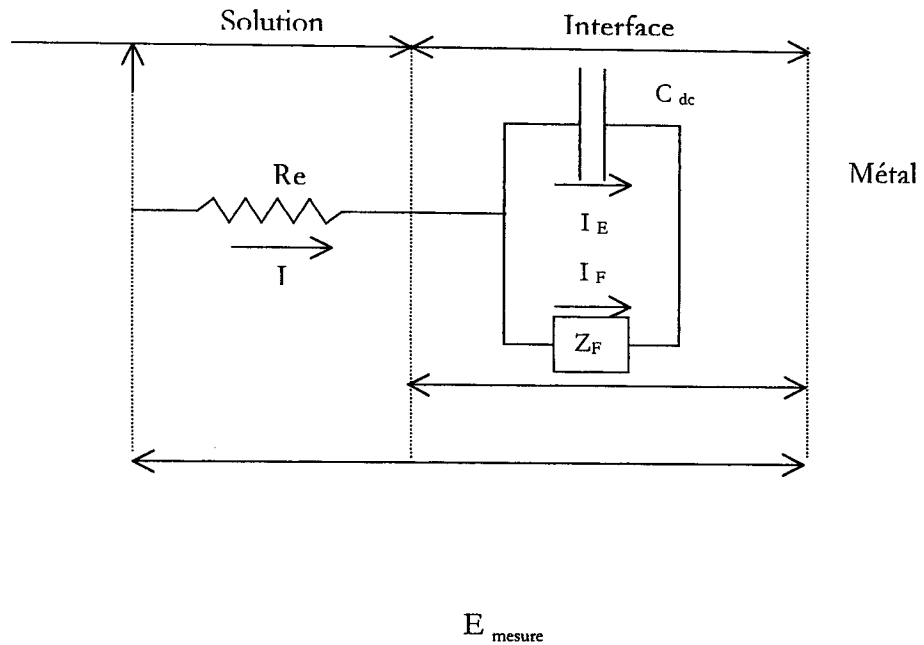 Solution
Interface
C dc
Métal
Re
I E
I
I F
Z F
E mesure